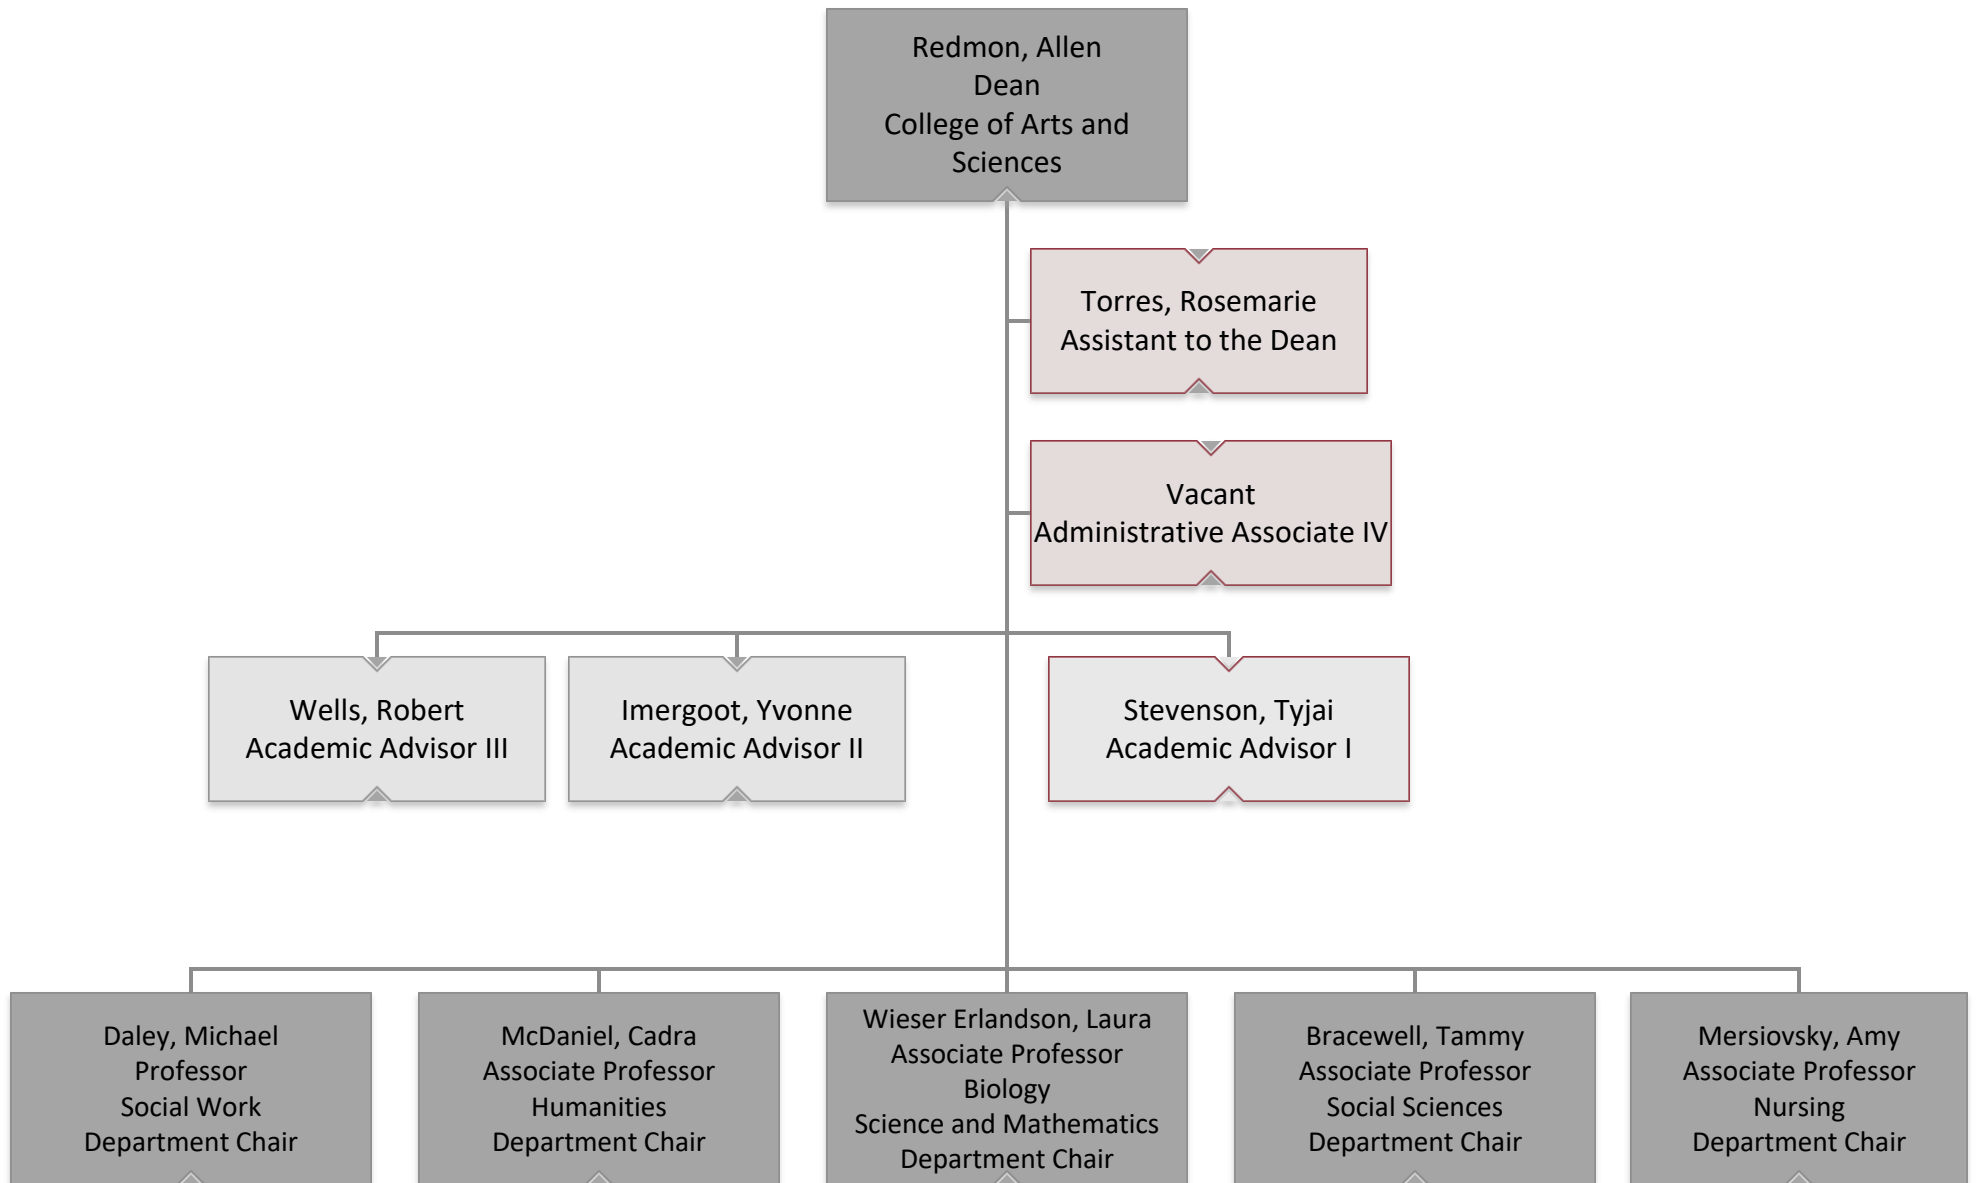 Redmon, Allen
Dean
College of Arts and
Sciences
Torres, Rosemarie
Assistant to the Dean
Vacant
Administrative Associate IV
Wells, Robert
Academic Advisor III
Imergoot, Yvonne
Academic Advisor II
Stevenson, Tyjai
Academic Advisor I
Daley, Michael
Professor
Social Work
Department Chair
McDaniel, Cadra
Associate Professor
Humanities
Department Chair
Wieser Erlandson, Laura
Associate Professor
Biology
Science and Mathematics
Department Chair
Bracewell, Tammy
Associate Professor
Social Sciences
Department Chair
Mersiovsky, Amy
Associate Professor
Nursing
Department Chair